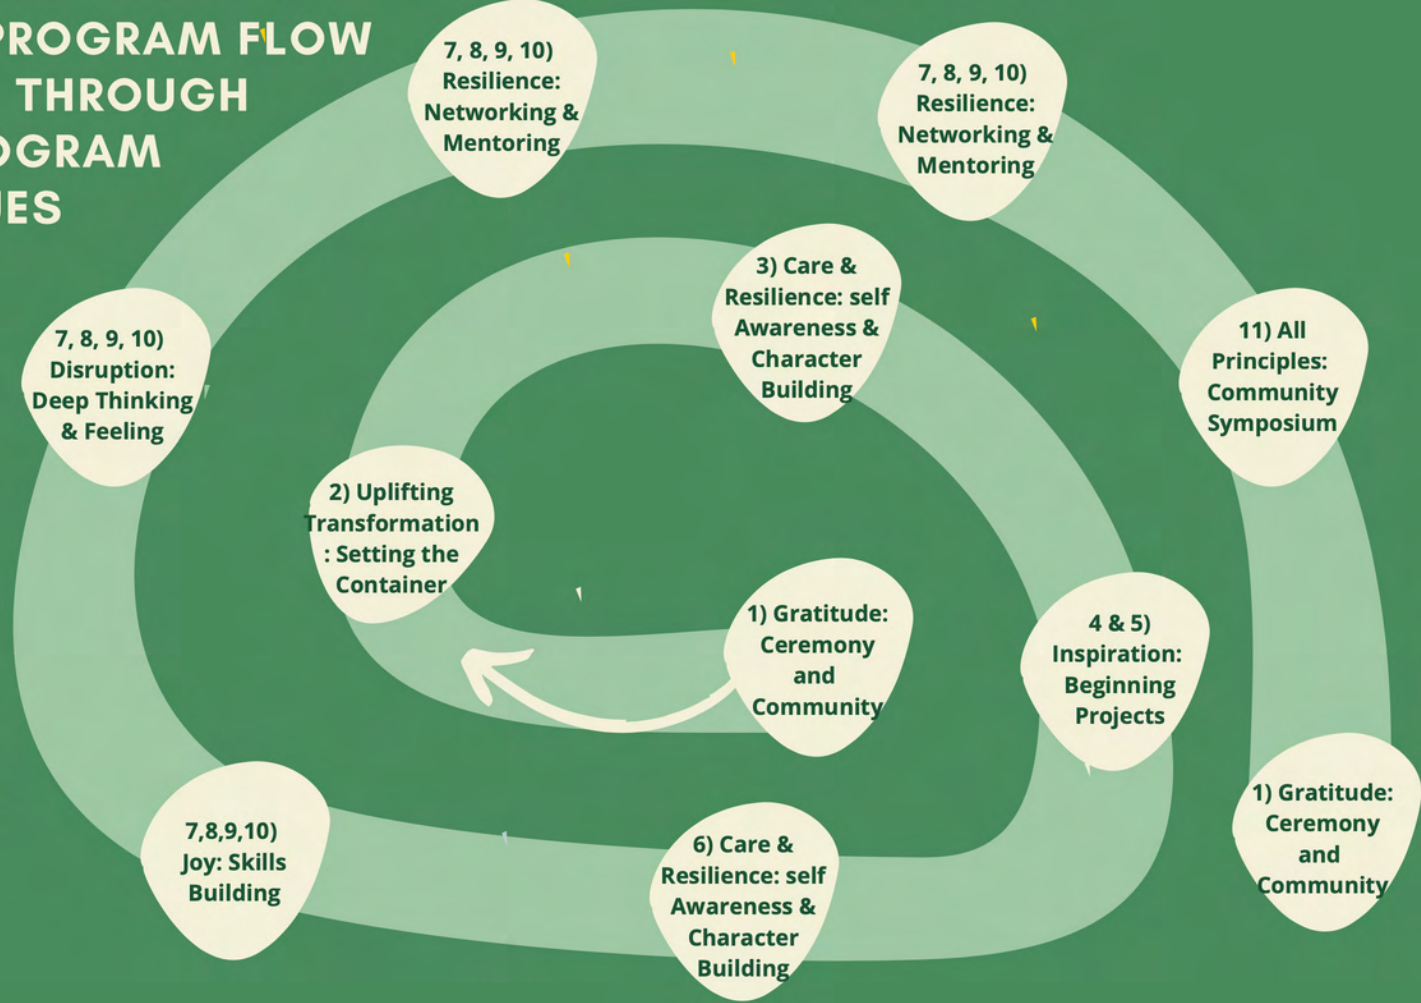 PROGRAM FLOW
THROUGH
OGRAM
UES
7, 8, 9, 10)
Resilience:
Networking &
Mentoring
7, 8, 9, 10)
Resilience:
Networking &
Mentoring
3) Care &
Resilience: self
Awareness &
Character
Building
7, 8, 9, 10)
Disruption:
Deep Thinking
& Feeling
11) All
Principles:
Community
Symposium
2) Uplifting
Transformation
: Setting the
Container
1) Gratitude:
Ceremony
and
Community
4 & 5)
Inspiration:
Beginning
Projects
7,8,9,10)
Joy: Skills
Building
6) Care &
Resilience: self
Awareness &
Character
Building
1) Gratitude:
Ceremony
and
Community